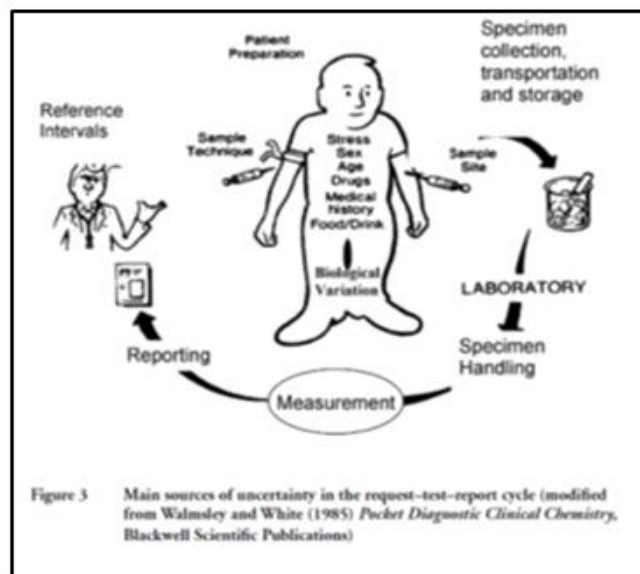 Patient
Preparation
Specimen
collection,
transportation
and storage
Reference
Intervals
Sample
Technique
Stress
Sex
Age
Drugs
Medical
history
Food/Drink
Sample
Site
Biological
Variation
LABORATORY
Specimen
Handling
Reporting
Measurement
Figure 3 Main sources of uncertainty in the request–test–report cycle (modified
from Walmsley and White (1985) Pocket Diagnostic Clinical Chemistry,
Blackwell Scientific Publications)